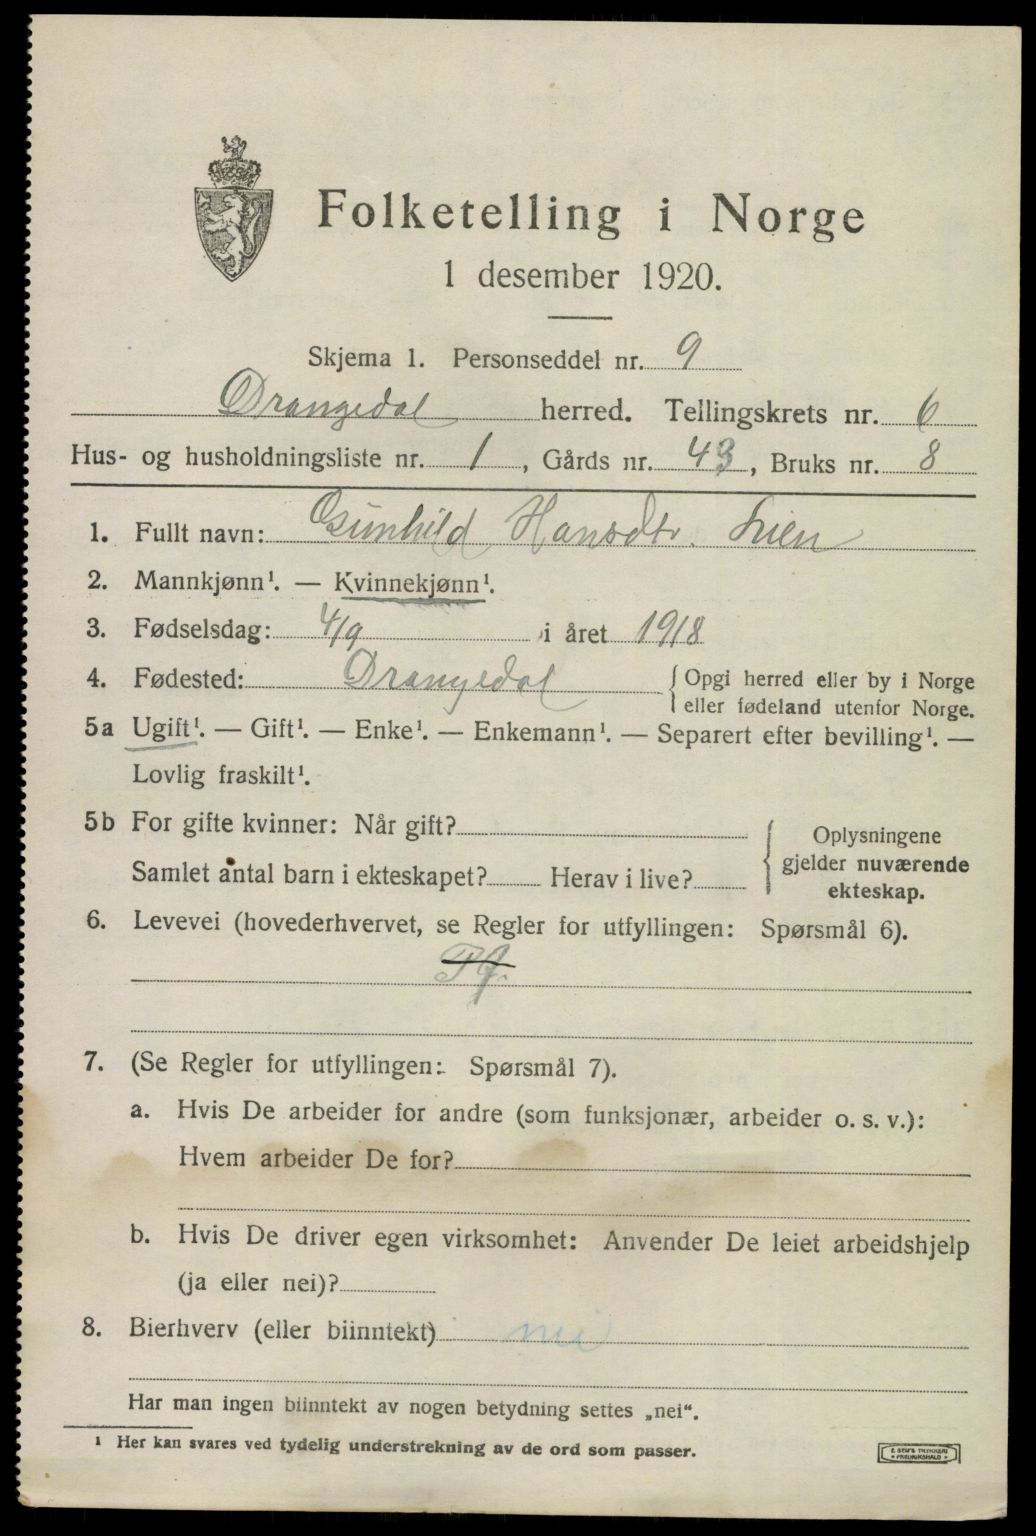 Folketelling i Norge
1 desember 1920.
Skjema 1. Personseddel nr. 9
Drangedal herred. Tellingskrets nr. 6
Hus- og husholdningsliste nr. 1, Gårds nr. 43, Bruks nr. 8
1. Fullt navn: Gunhild Hansdtr. Lien
2. Mannkjønn¹. — Kvinnekjønn¹.
3. Fødselsdag: 4/9 i året 1918
4. Fødested: Drangedal { Opgi herred eller by i Norge
eller fødeland utenfor Norge.
5a Ugift¹. — Gift¹. — Enke¹. — Enkemann¹. — Separert efter bevilling¹. —
Lovlig fraskilt¹.
5b For gifte kvinner: Når gift?
Samlet antal barn i ekteskapet? Herav i live?
{ Oplysningene
gjelder nuværende
ekteskap.
6. Levevei (hovederhvervet, se Regler for utfyllingen: Spørsmål 6).
7. (Se Regler for utfyllingen: Spørsmål 7).
a. Hvis De arbeider for andre (som funksjonær, arbeider o. s. v.):
Hvem arbeider De for?
b. Hvis De driver egen virksomhet: Anvender De leiet arbeidshjelp
(ja eller nei)?
8. Bierhverv (eller biinntekt) nei
Har man ingen biinntekt av nogen betydning settes „nei“.
¹ Her kan svares ved tydelig understrekning av de ord som passer.
E. SEM'S TRYKKERI
FREDRIKSHALD